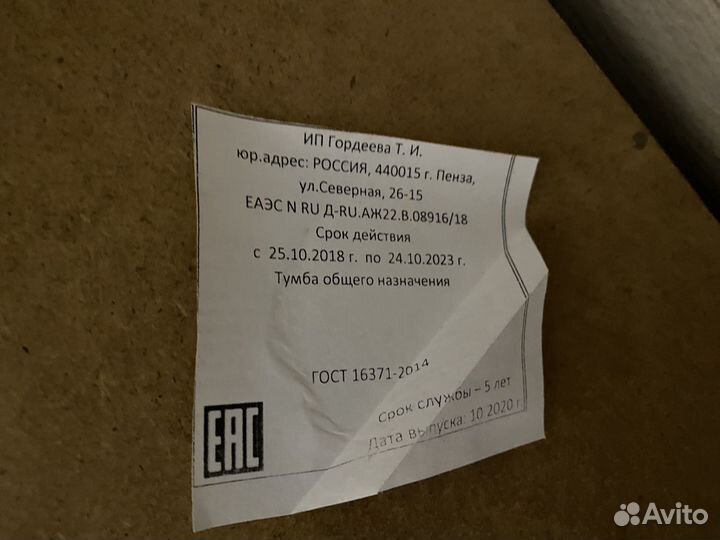 ИП Гордеева Т. И.
юр.адрес: РОССИЯ, 440015 г. Пенза,
ул.Северная, 26-15
ЕАЭС N RU Д-RU.АЖ22.В.08916/18
Срок действия
с 25.10.2018 г. по 24.10.2023 г.
Тумба общего назначения
ГОСТ 16371-2014
Срок службы – 5 лет
Дата выпуска: 10 2020 г.
EAC
Avito